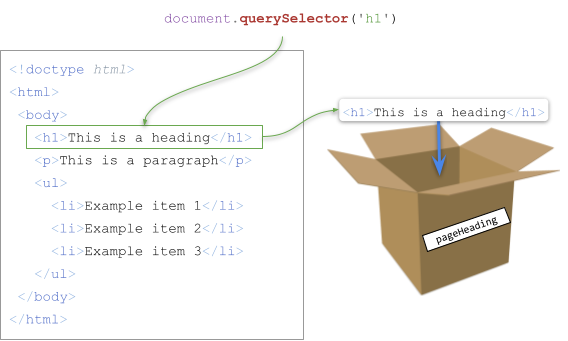 document.querySelector('h1')
<!doctype html>
<html>
<body>
<h1>This is a heading</h1>
<p>This is a paragraph</p>
<ul>
<li>Example item 1</li>
<li>Example item 2</li>
<li>Example item 3</li>
</ul>
</body>
</html>
<h1>This is a heading</h1>
pageHeading